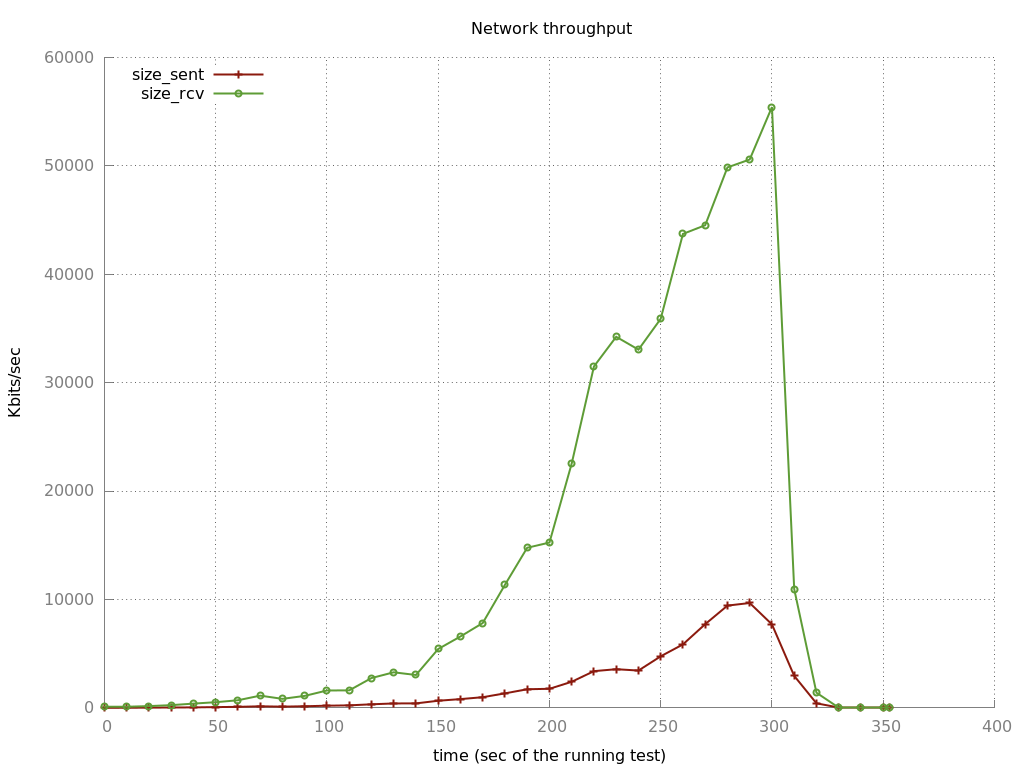 Network throughput
60000
50000
40000
30000
20000
10000
0
size_sent
size_rcv
Kbits/sec
0 50 100 150 200 250 300 350 400
time (sec of the running test)